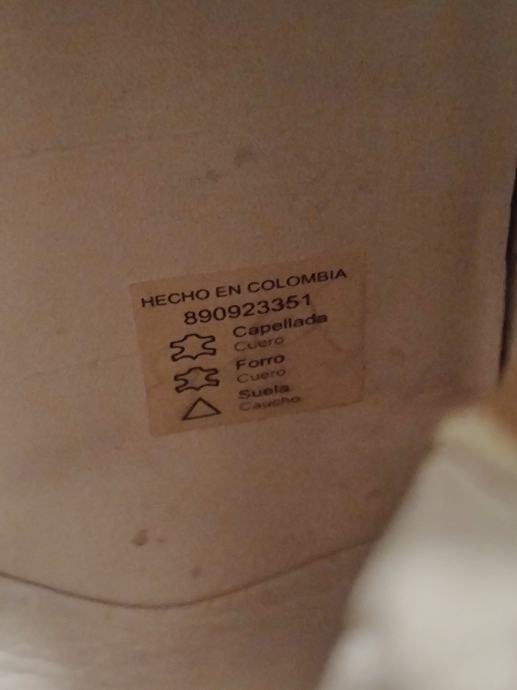 HECHO EN COLOMBIA
890923351
Capellada
Cuero
Forro
Cuero
Suela
Caucho